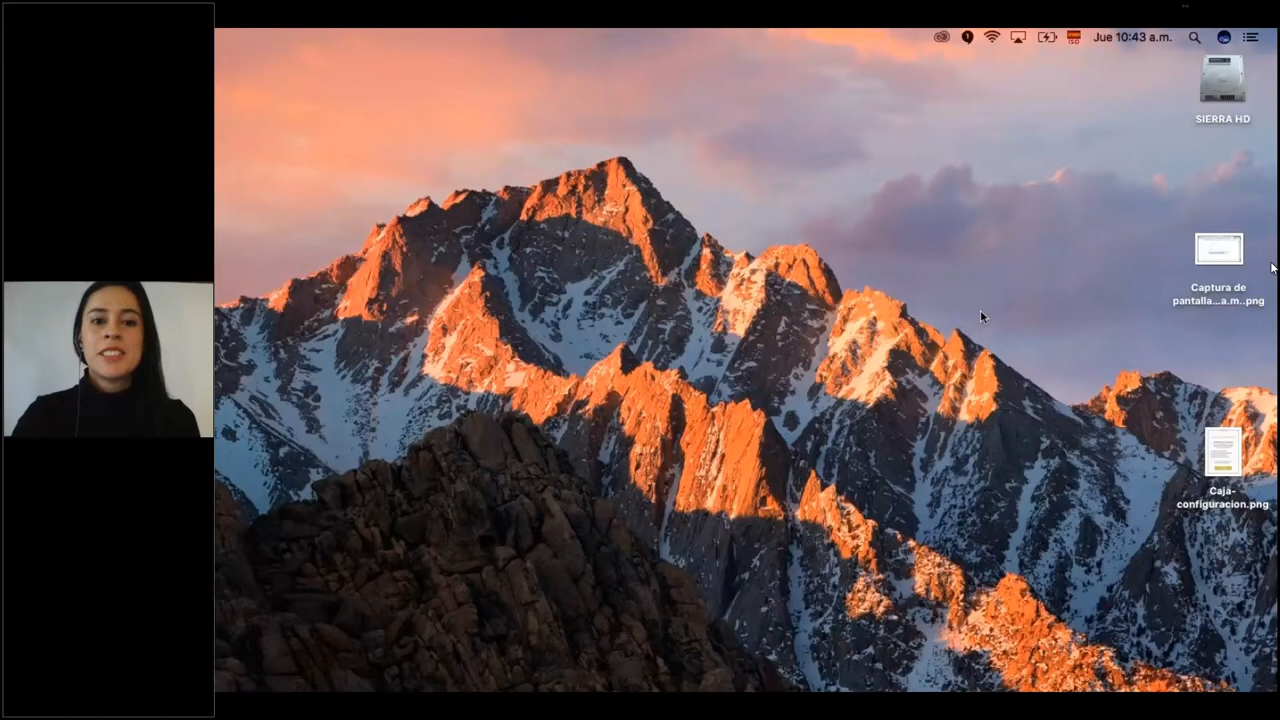 Jue 10:43 a.m.
SIERRA HD
Captura de
pantalla...a.m..png
Caja-
configuracion.png